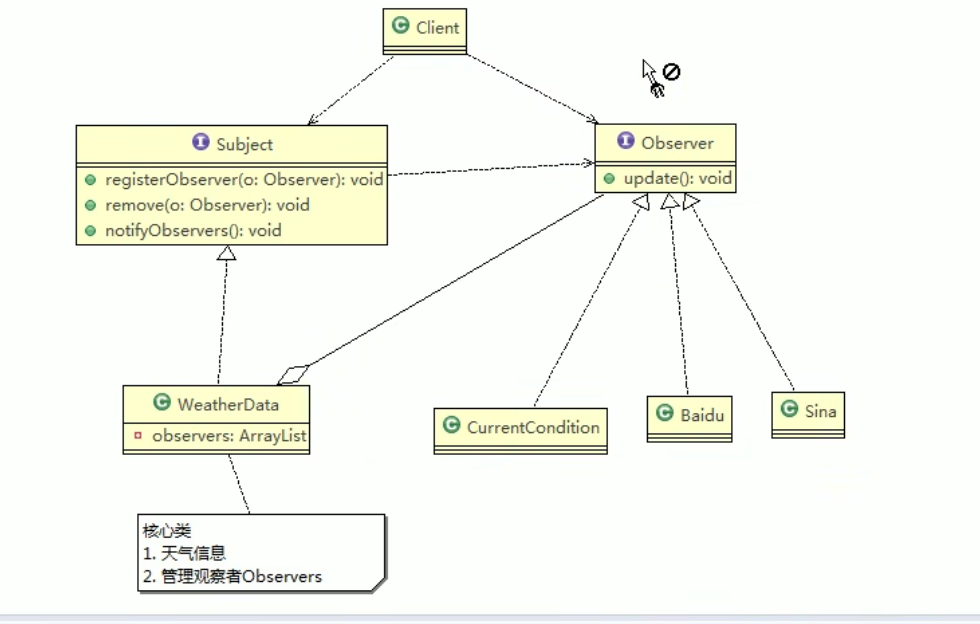 Client
Subject
registerObserver(o: Observer): void
remove(o: Observer): void
notifyObservers(): void
Observer
update(): void
WeatherData
observers: ArrayList
CurrentCondition
Baidu
Sina
核心类
1. 天气信息
2. 管理观察者Observers